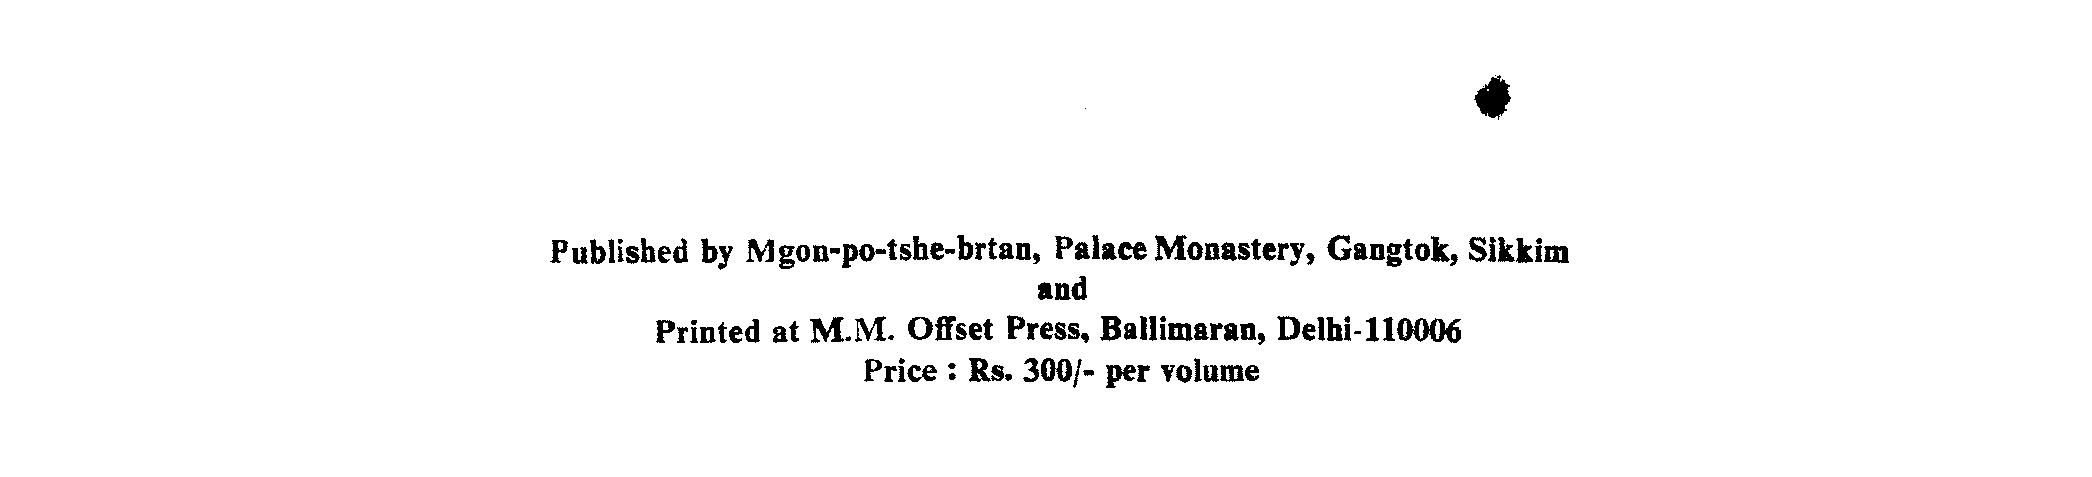 Published by Mgon-po-tshe-brtan, Palace Monastery, Gangtok, Sikkim
and
Printed at M.M. Offset Press, Ballimaran, Delhi-110006
Price : Rs. 300/- per volume